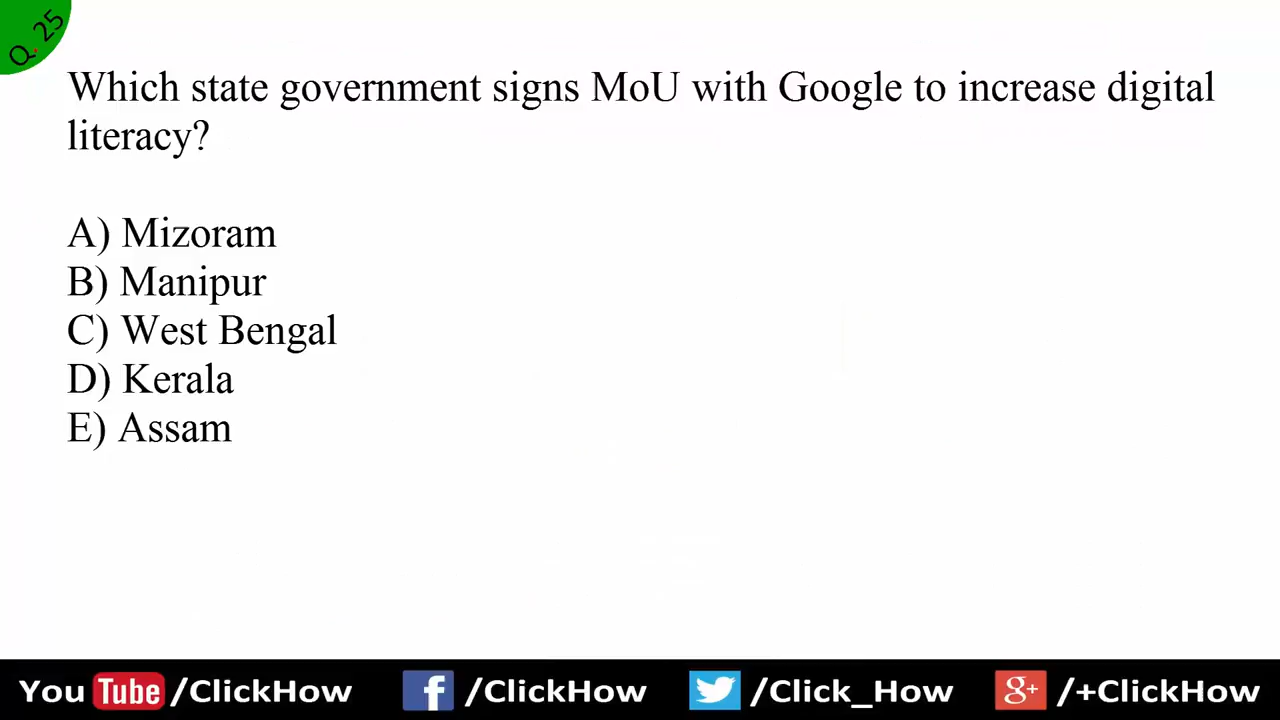 Q. 25
Which state government signs MoU with Google to increase digital
literacy?
A) Mizoram
B) Manipur
C) West Bengal
D) Kerala
E) Assam
You Tube /ClickHow f /ClickHow /Click_How g+ /+ClickHow